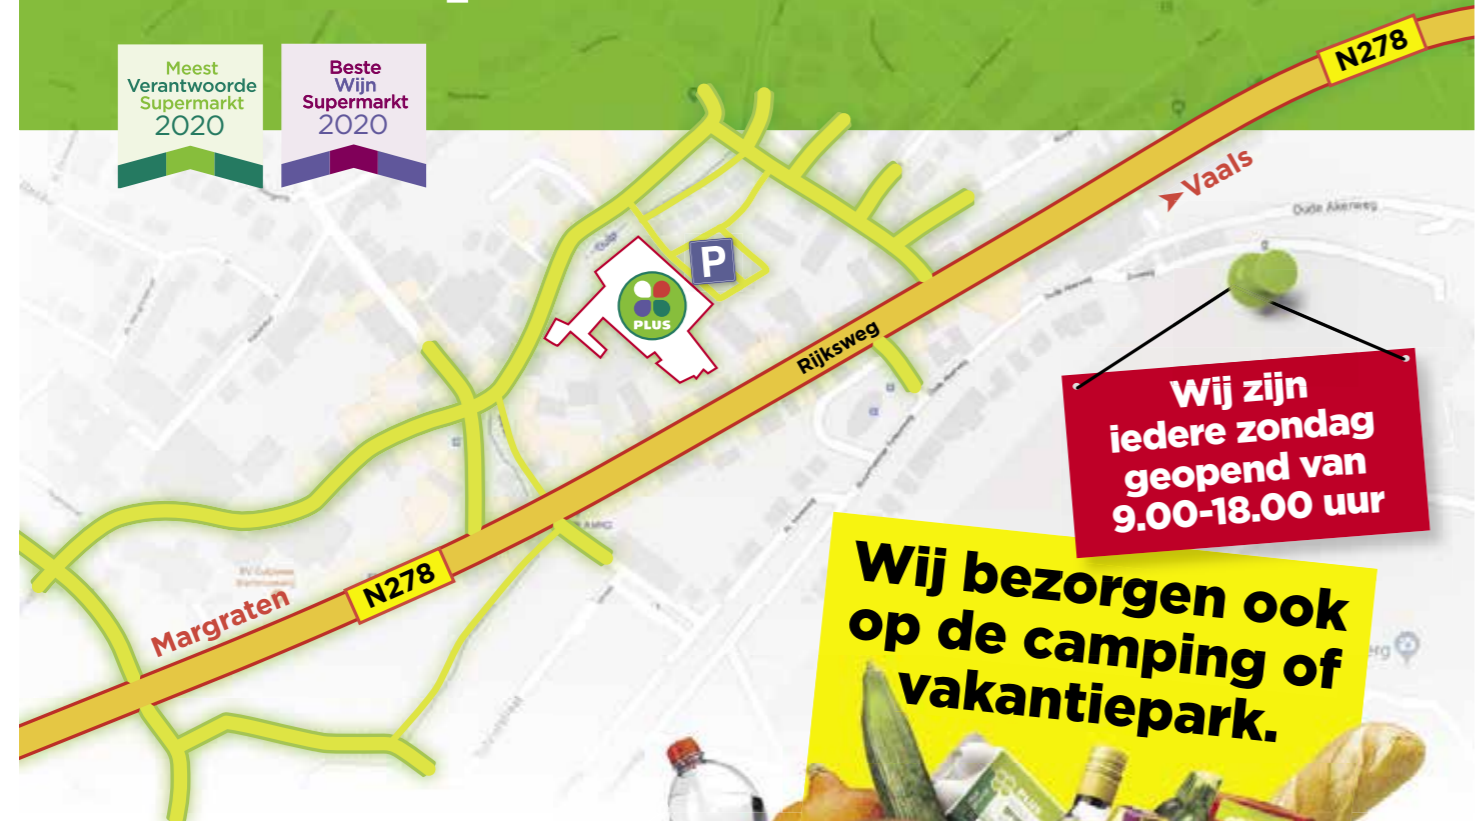 Meest
Verantwoorde
Supermarkt
2020
Beste
Wijn
Supermarkt
2020
N278
Vaals
Oude Akerweg
P
PLUS
Rijksweg
Wij zijn
iedere zondag
geopend van
9.00-18.00 uur
N278
Margraten
Wij bezorgen ook
op de camping of
vakantiepark.
PLUS